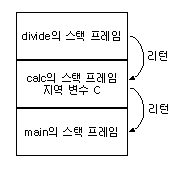 divide의 스택 프레임
리턴
calc의 스택 프레임
지역 변수 C
리턴
main의 스택 프레임